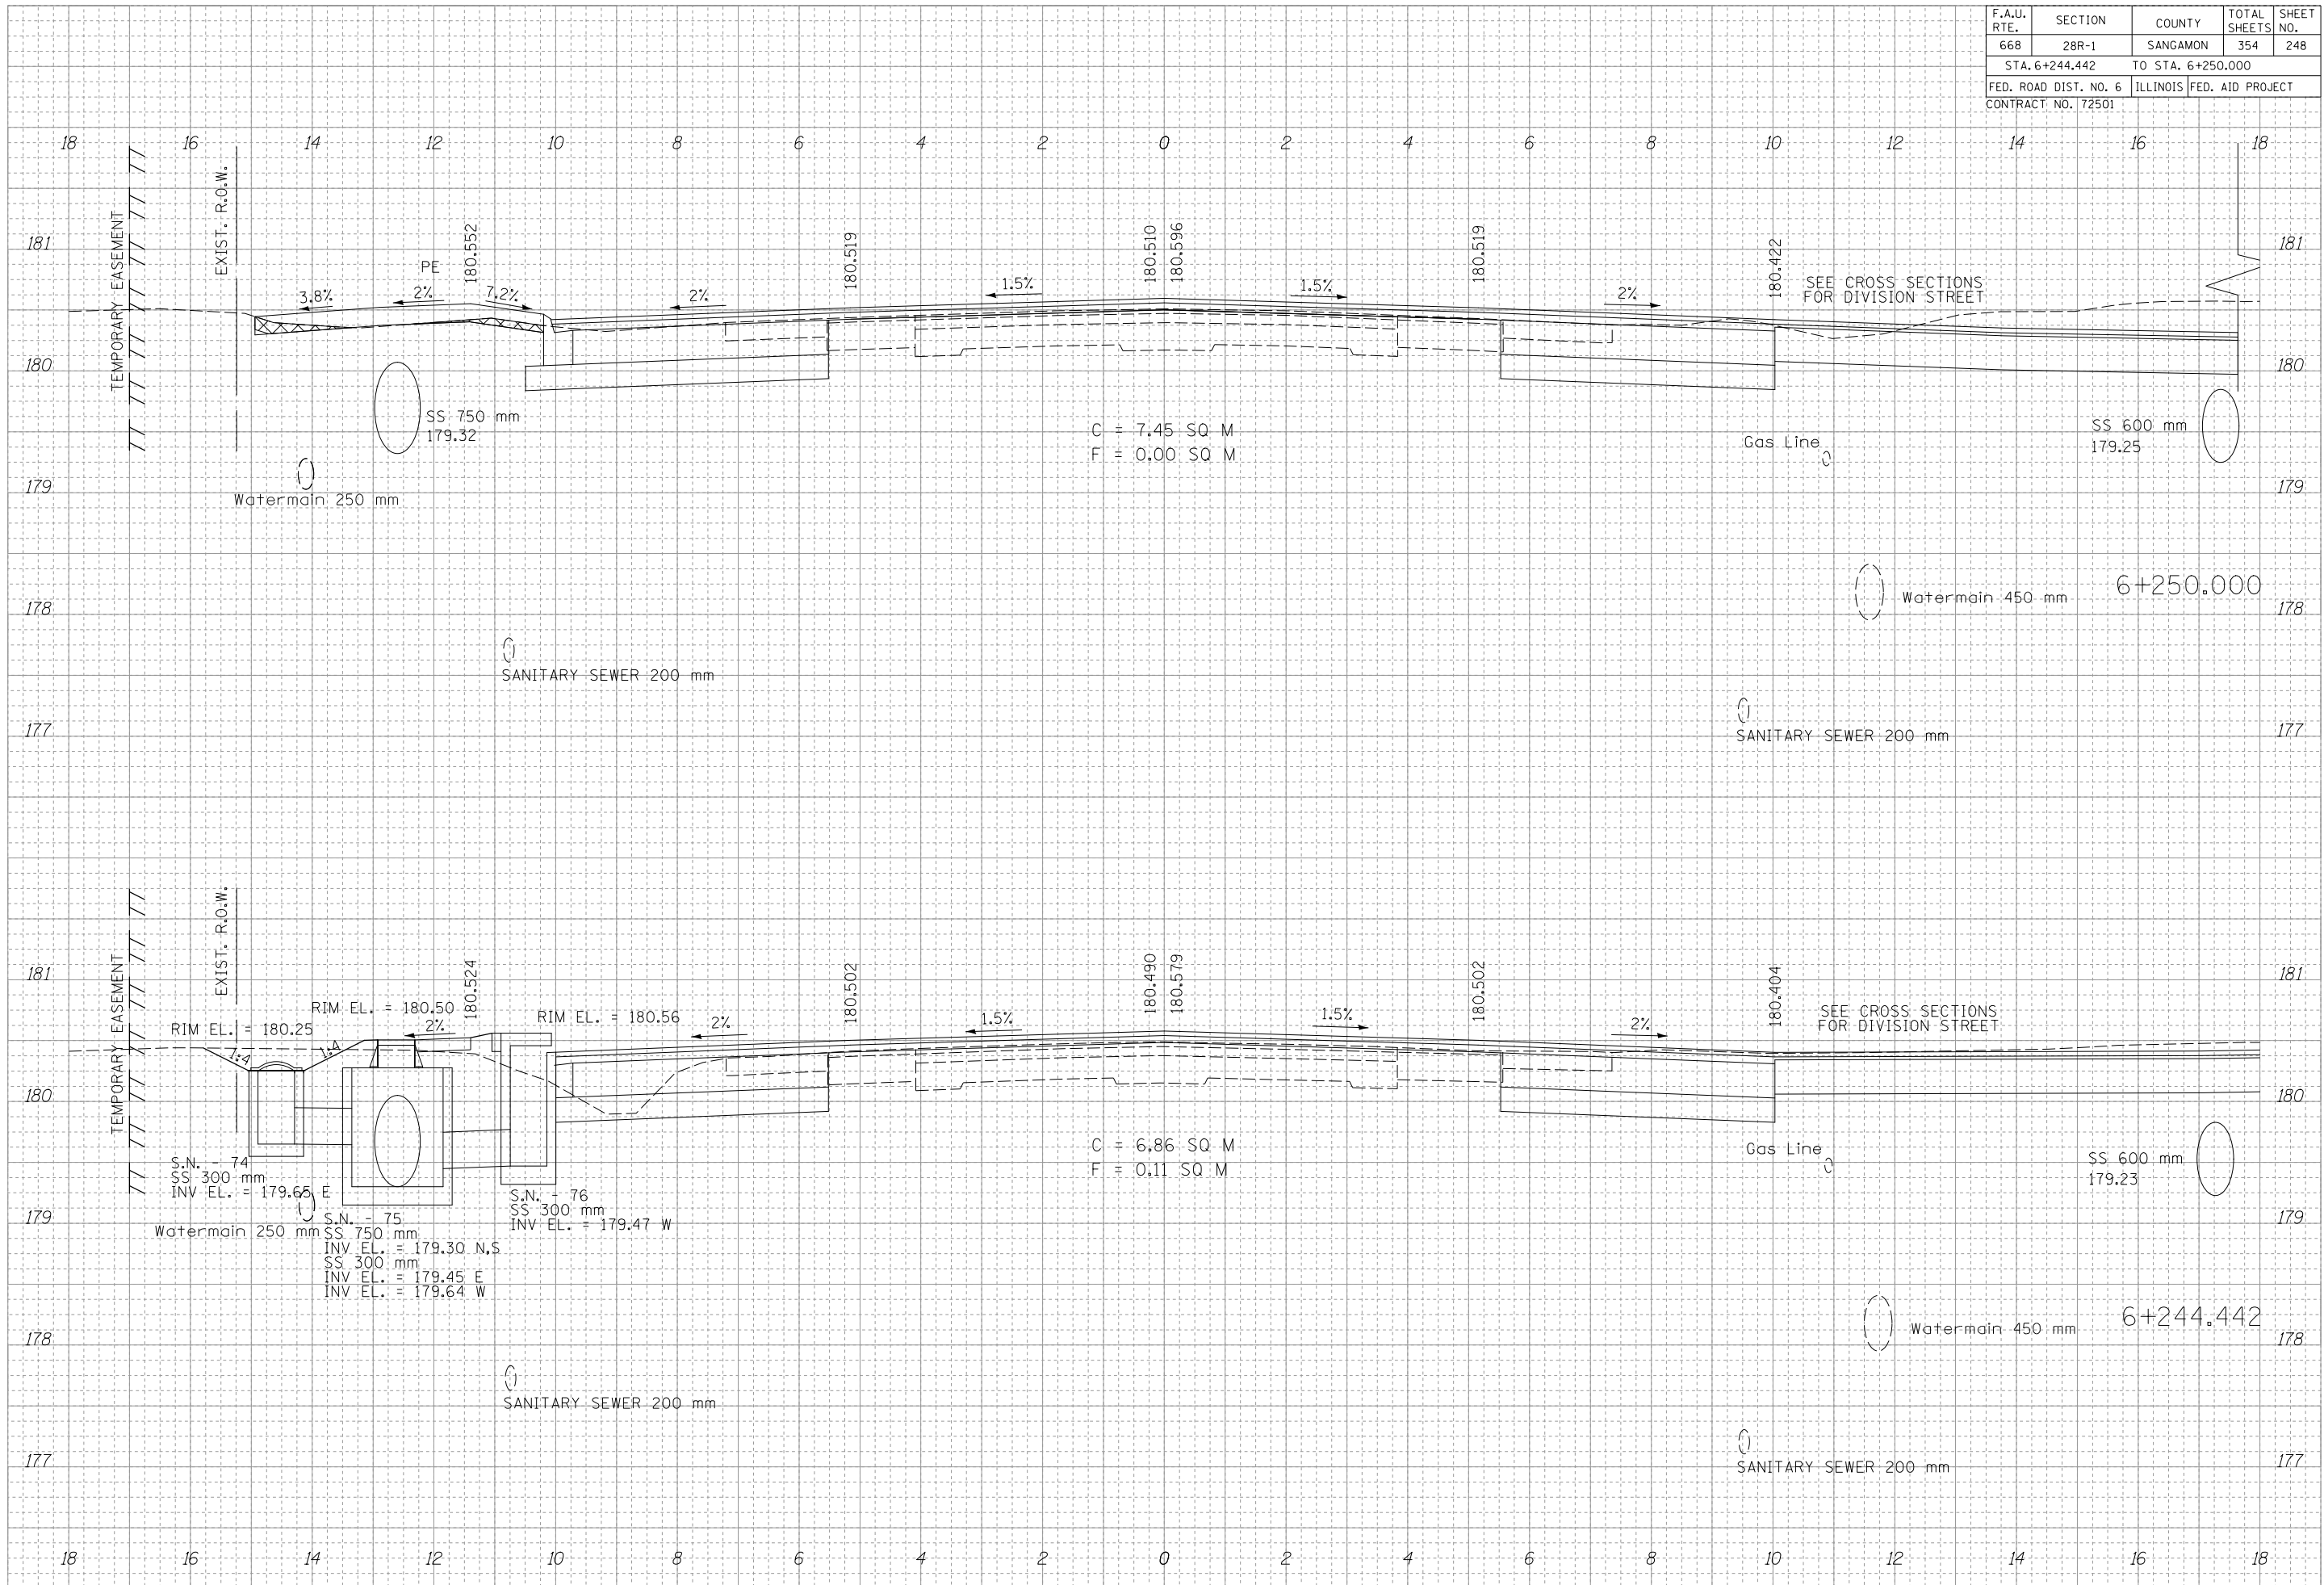 F.A.U. RTE. SECTION COUNTY TOTAL SHEETS SHEET NO.
668 28R-1 SANGAMON 354 248
STA. 6+244.442 TO STA. 6+250.000
FED. ROAD DIST. NO. 6 ILLINOIS FED. AID PROJECT
CONTRACT NO. 72501
18 16 14 12 10 8 6 4 2 0 2 4 6 8 10 12 14 16 18
TEMPORARY EASEMENT
EXIST. R.O.W.
180.552
180.519
180.510
180.596
180.519
180.422
181 181
PE
SEE CROSS SECTIONS
FOR DIVISION STREET
3.8% 2% 7.2% 2% 1.5% 1.5% 2%
180 180
SS 750 mm
179.32
C = 7.45 SQ M
F = 0.00 SQ M
Gas Line
SS 600 mm
179.25
179 179
Watermain 250 mm
6+250.000
Watermain 450 mm
178 178
SANITARY SEWER 200 mm
177 177
SANITARY SEWER 200 mm
TEMPORARY EASEMENT
EXIST. R.O.W.
180.524
180.502
180.490
180.579
180.502
180.404
181 181
RIM EL. = 180.25
RIM EL. = 180.50
RIM EL. = 180.56
SEE CROSS SECTIONS
FOR DIVISION STREET
1:4 1:4 2% 2% 1.5% 1.5% 2%
180 180
C = 6.86 SQ M
F = 0.11 SQ M
Gas Line
SS 600 mm
179.23
S.N. - 74
SS 300 mm
INV EL. = 179.65 E
S.N. - 76
SS 300 mm
INV EL. = 179.47 W
179 179
Watermain 250 mm
S.N. - 75
SS 750 mm
INV EL. = 179.30 N,S
SS 300 mm
INV EL. = 179.45 E
INV EL. = 179.64 W
6+244.442
Watermain 450 mm
178 178
SANITARY SEWER 200 mm
177 177
SANITARY SEWER 200 mm
18 16 14 12 10 8 6 4 2 0 2 4 6 8 10 12 14 16 18